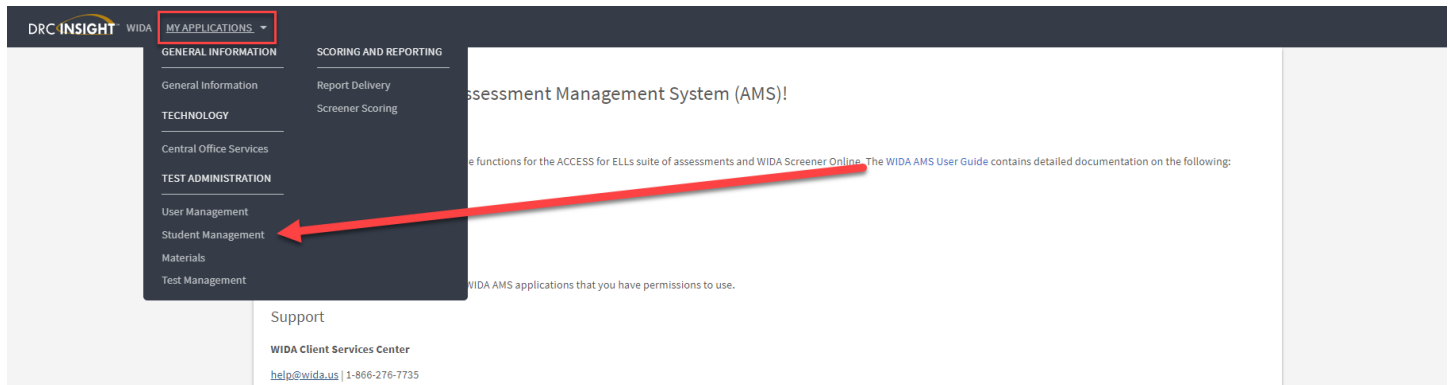 DRC INSIGHT WIDA MY APPLICATIONS
GENERAL INFORMATION
General Information
TECHNOLOGY
Central Office Services
TEST ADMINISTRATION
User Management
Student Management
Materials
Test Management
SCORING AND REPORTING
Report Delivery
Screener Scoring
ssessment Management System (AMS)!
e functions for the ACCESS for ELLs suite of assessments and WIDA Screener Online. The WIDA AMS User Guide contains detailed documentation on the following:
WIDA AMS applications that you have permissions to use.
Support
WIDA Client Services Center
help@wida.us | 1-866-276-7735